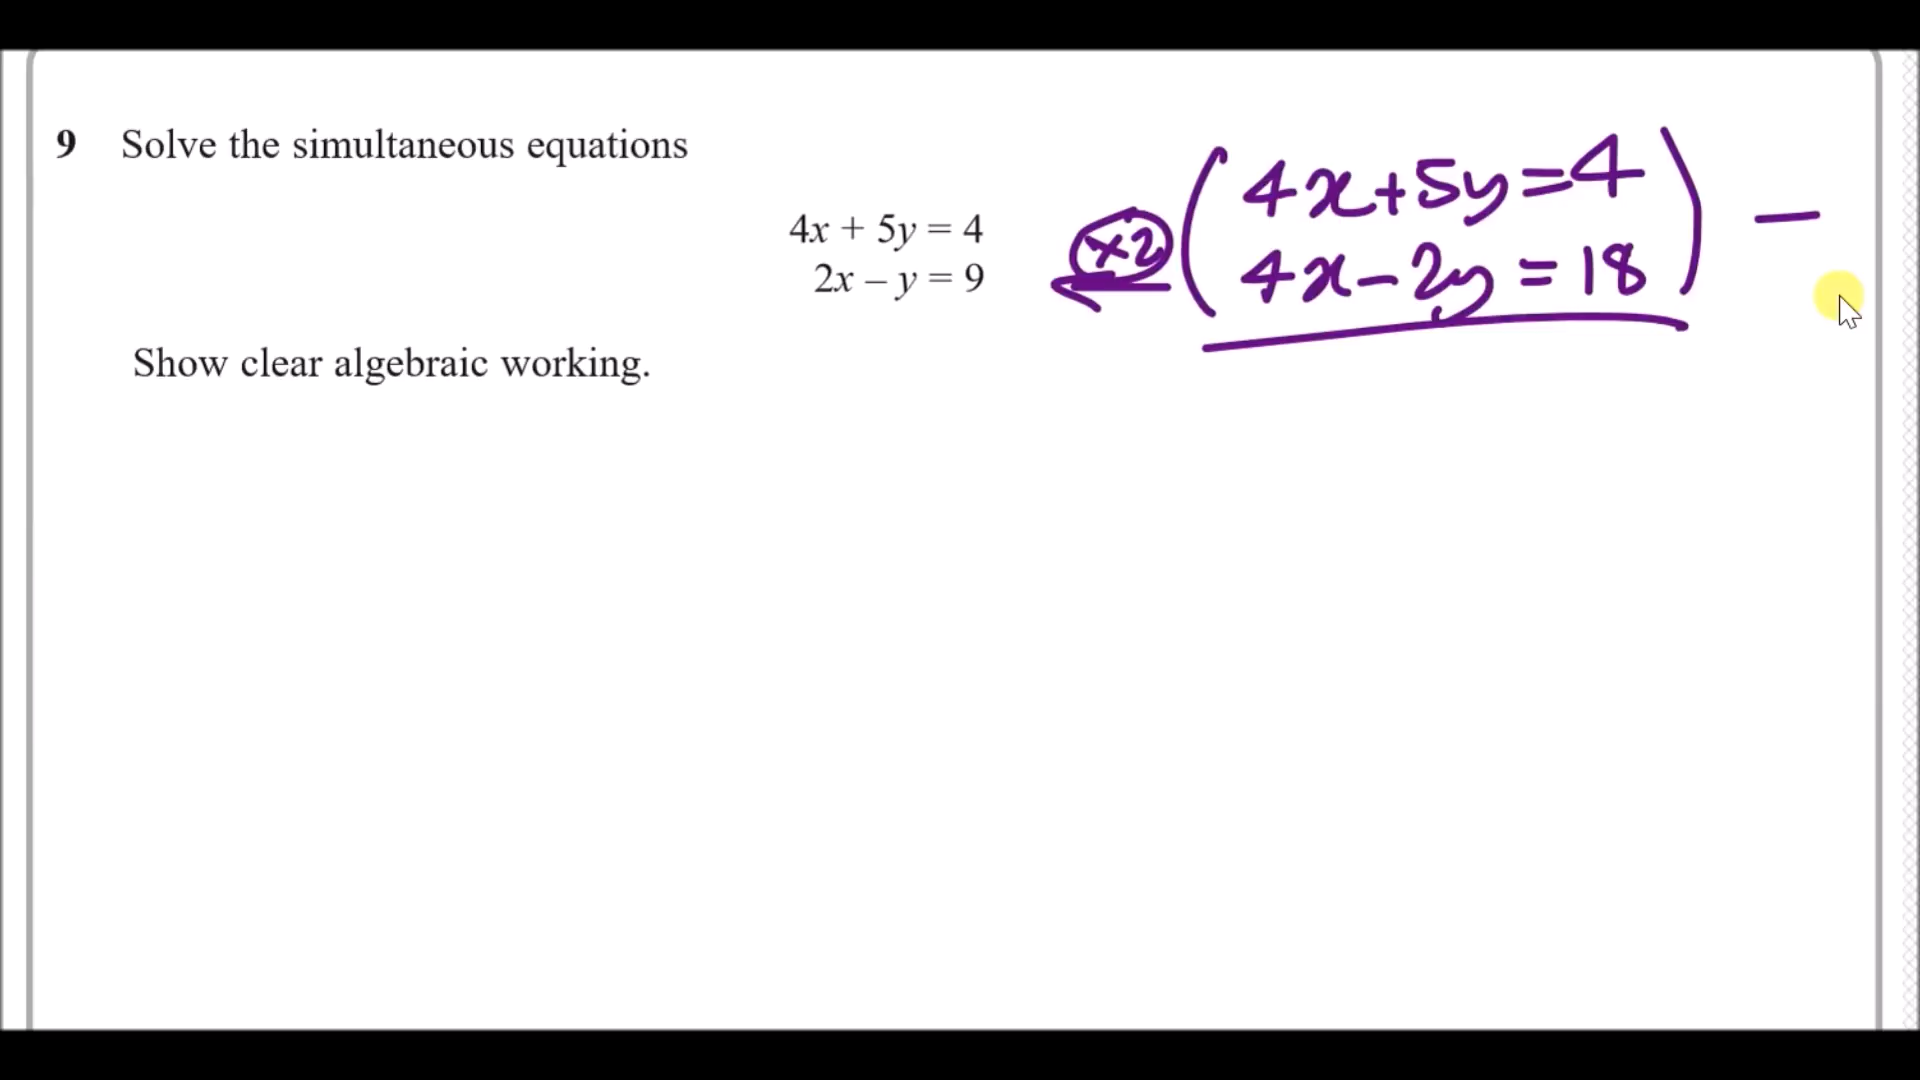 9 Solve the simultaneous equations
4x + 5y = 4
2x – y = 9
Show clear algebraic working.
×2
4x+5y=4
4x-2y=18
−